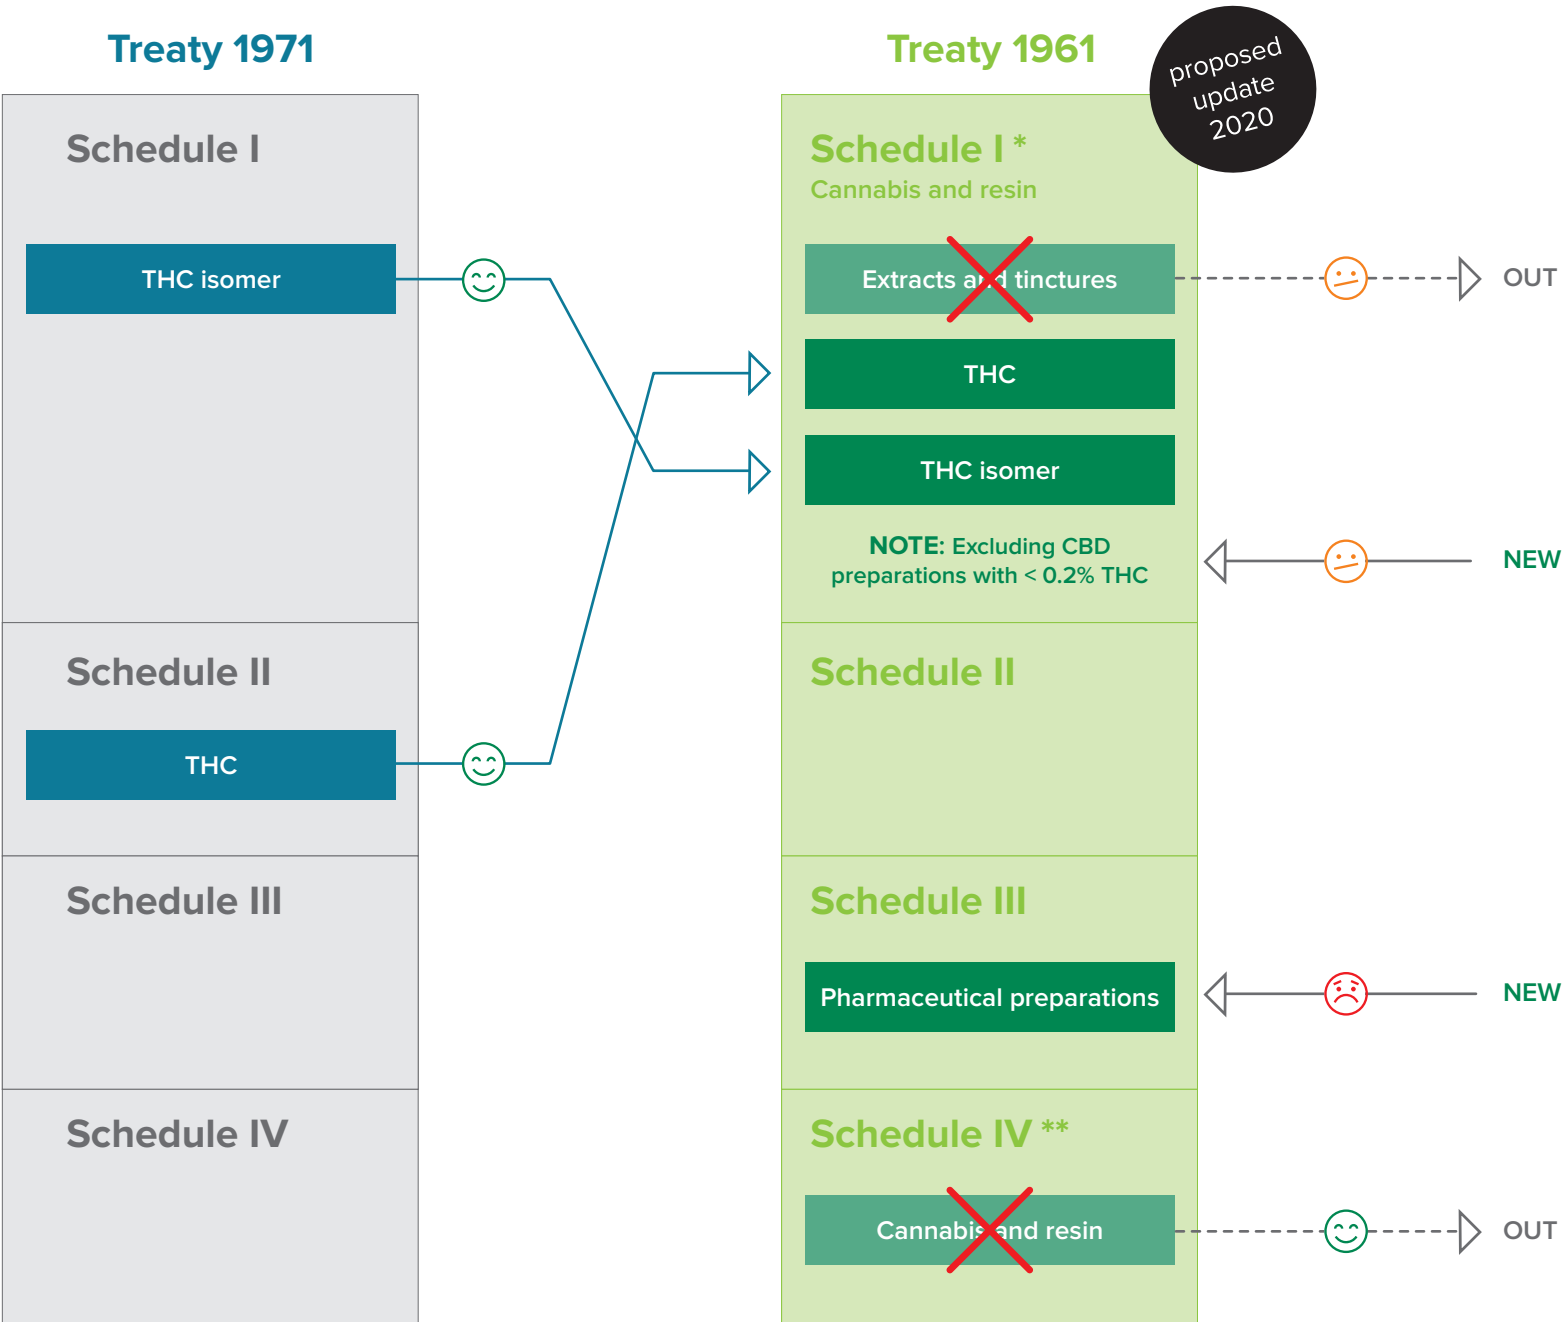 Treaty 1971
Schedule I
THC isomer
Schedule II
THC
Schedule III
Schedule IV
Treaty 1961
proposed
update
2020
Schedule I *
Cannabis and resin
Extracts and tinctures
OUT
THC
THC isomer
NOTE: Excluding CBD
preparations with < 0.2% THC
NEW
Schedule II
Schedule III
Pharmaceutical preparations
NEW
Schedule IV **
Cannabis and resin
OUT